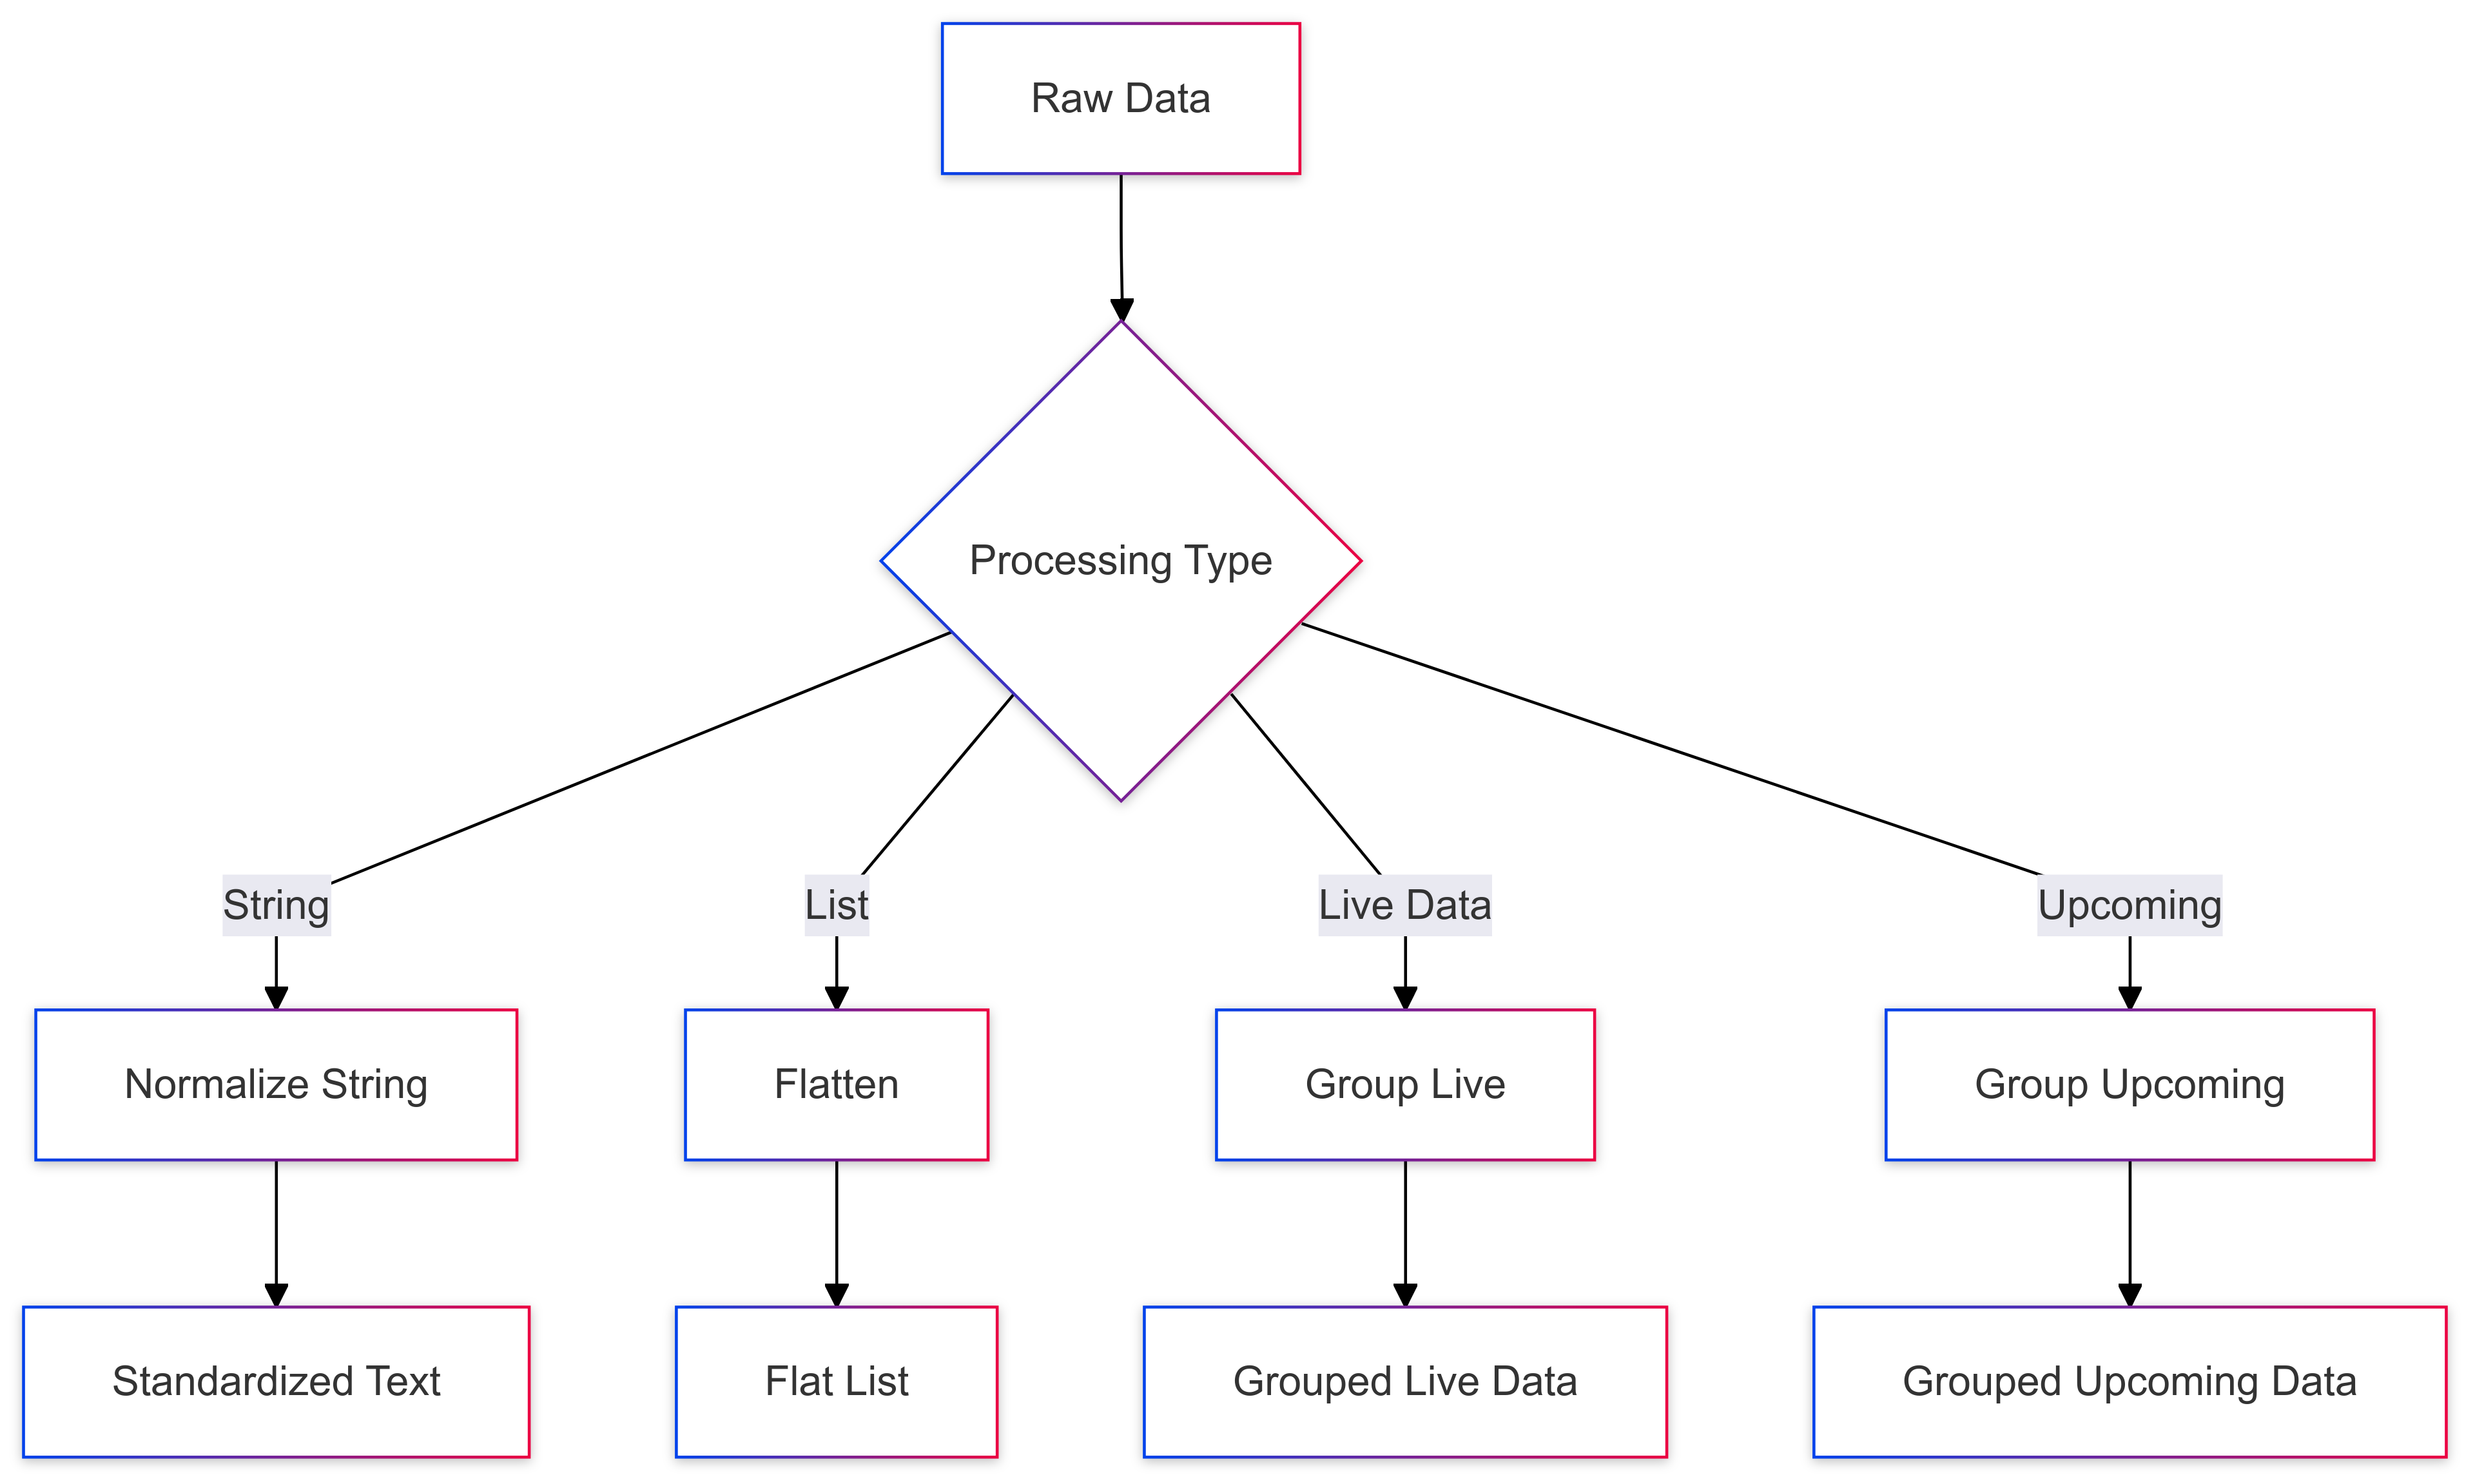 Raw Data
Processing Type
String
List
Live Data
Upcoming
Normalize String
Flatten
Group Live
Group Upcoming
Standardized Text
Flat List
Grouped Live Data
Grouped Upcoming Data